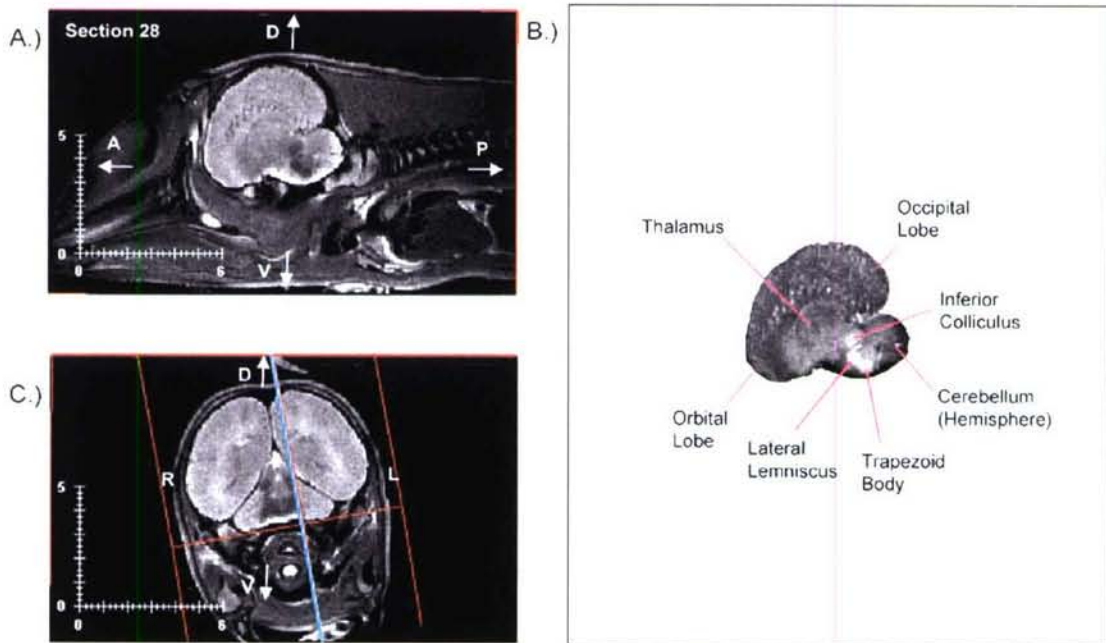 A.)
Section 28
D
5
A
P
0
0
6
V
B.)
Thalamus
Occipital
Lobe
Inferior
Colliculus
Cerebellum
(Hemisphere)
Orbital
Lobe
Lateral
Lemniscus
Trapezoid
Body
C.)
D
R
L
5
V
0
0
6